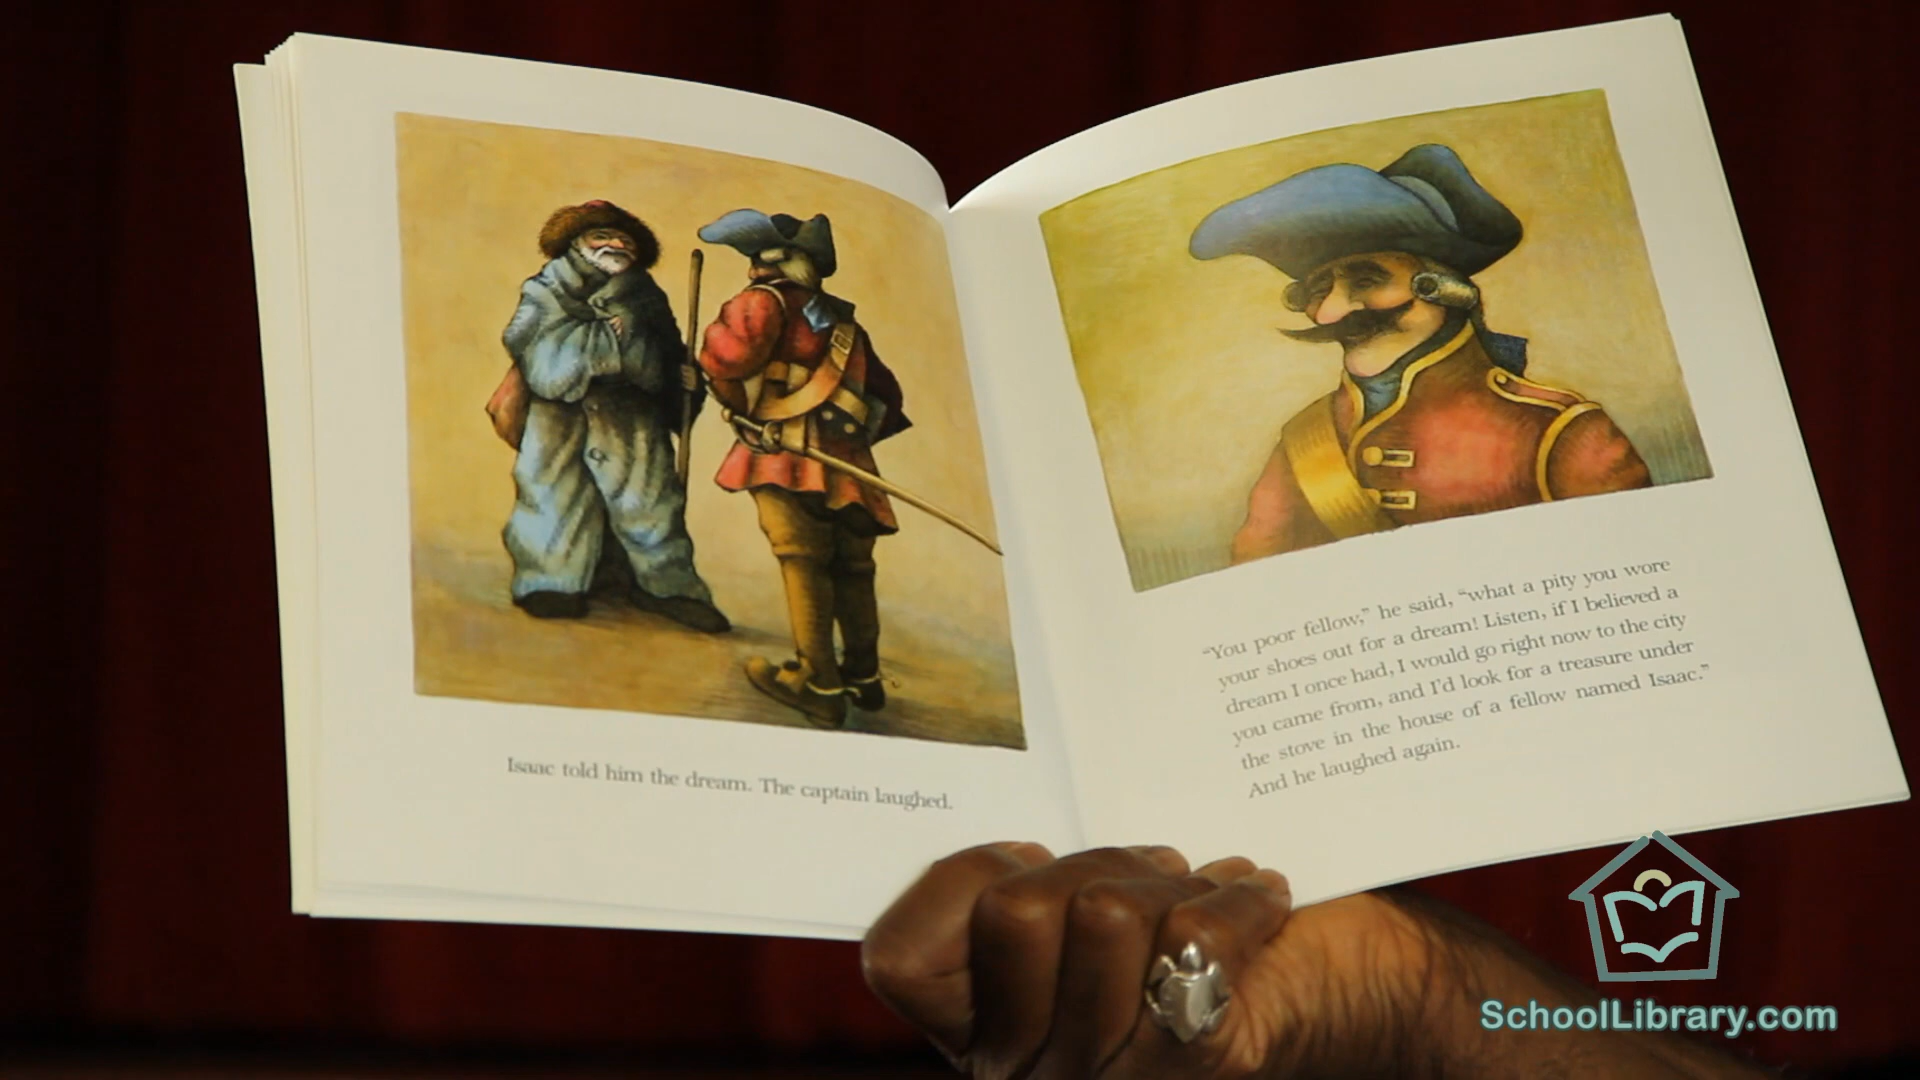 Isaac told him the dream. The captain laughed.
“You poor fellow,” he said, “what a pity you wore
your shoes out for a dream! Listen, if I believed a
dream I once had, I would go right now to the city
you came from, and I’d look for a treasure under
the stove in the house of a fellow named Isaac.”
And he laughed again.
SchoolLibrary.com